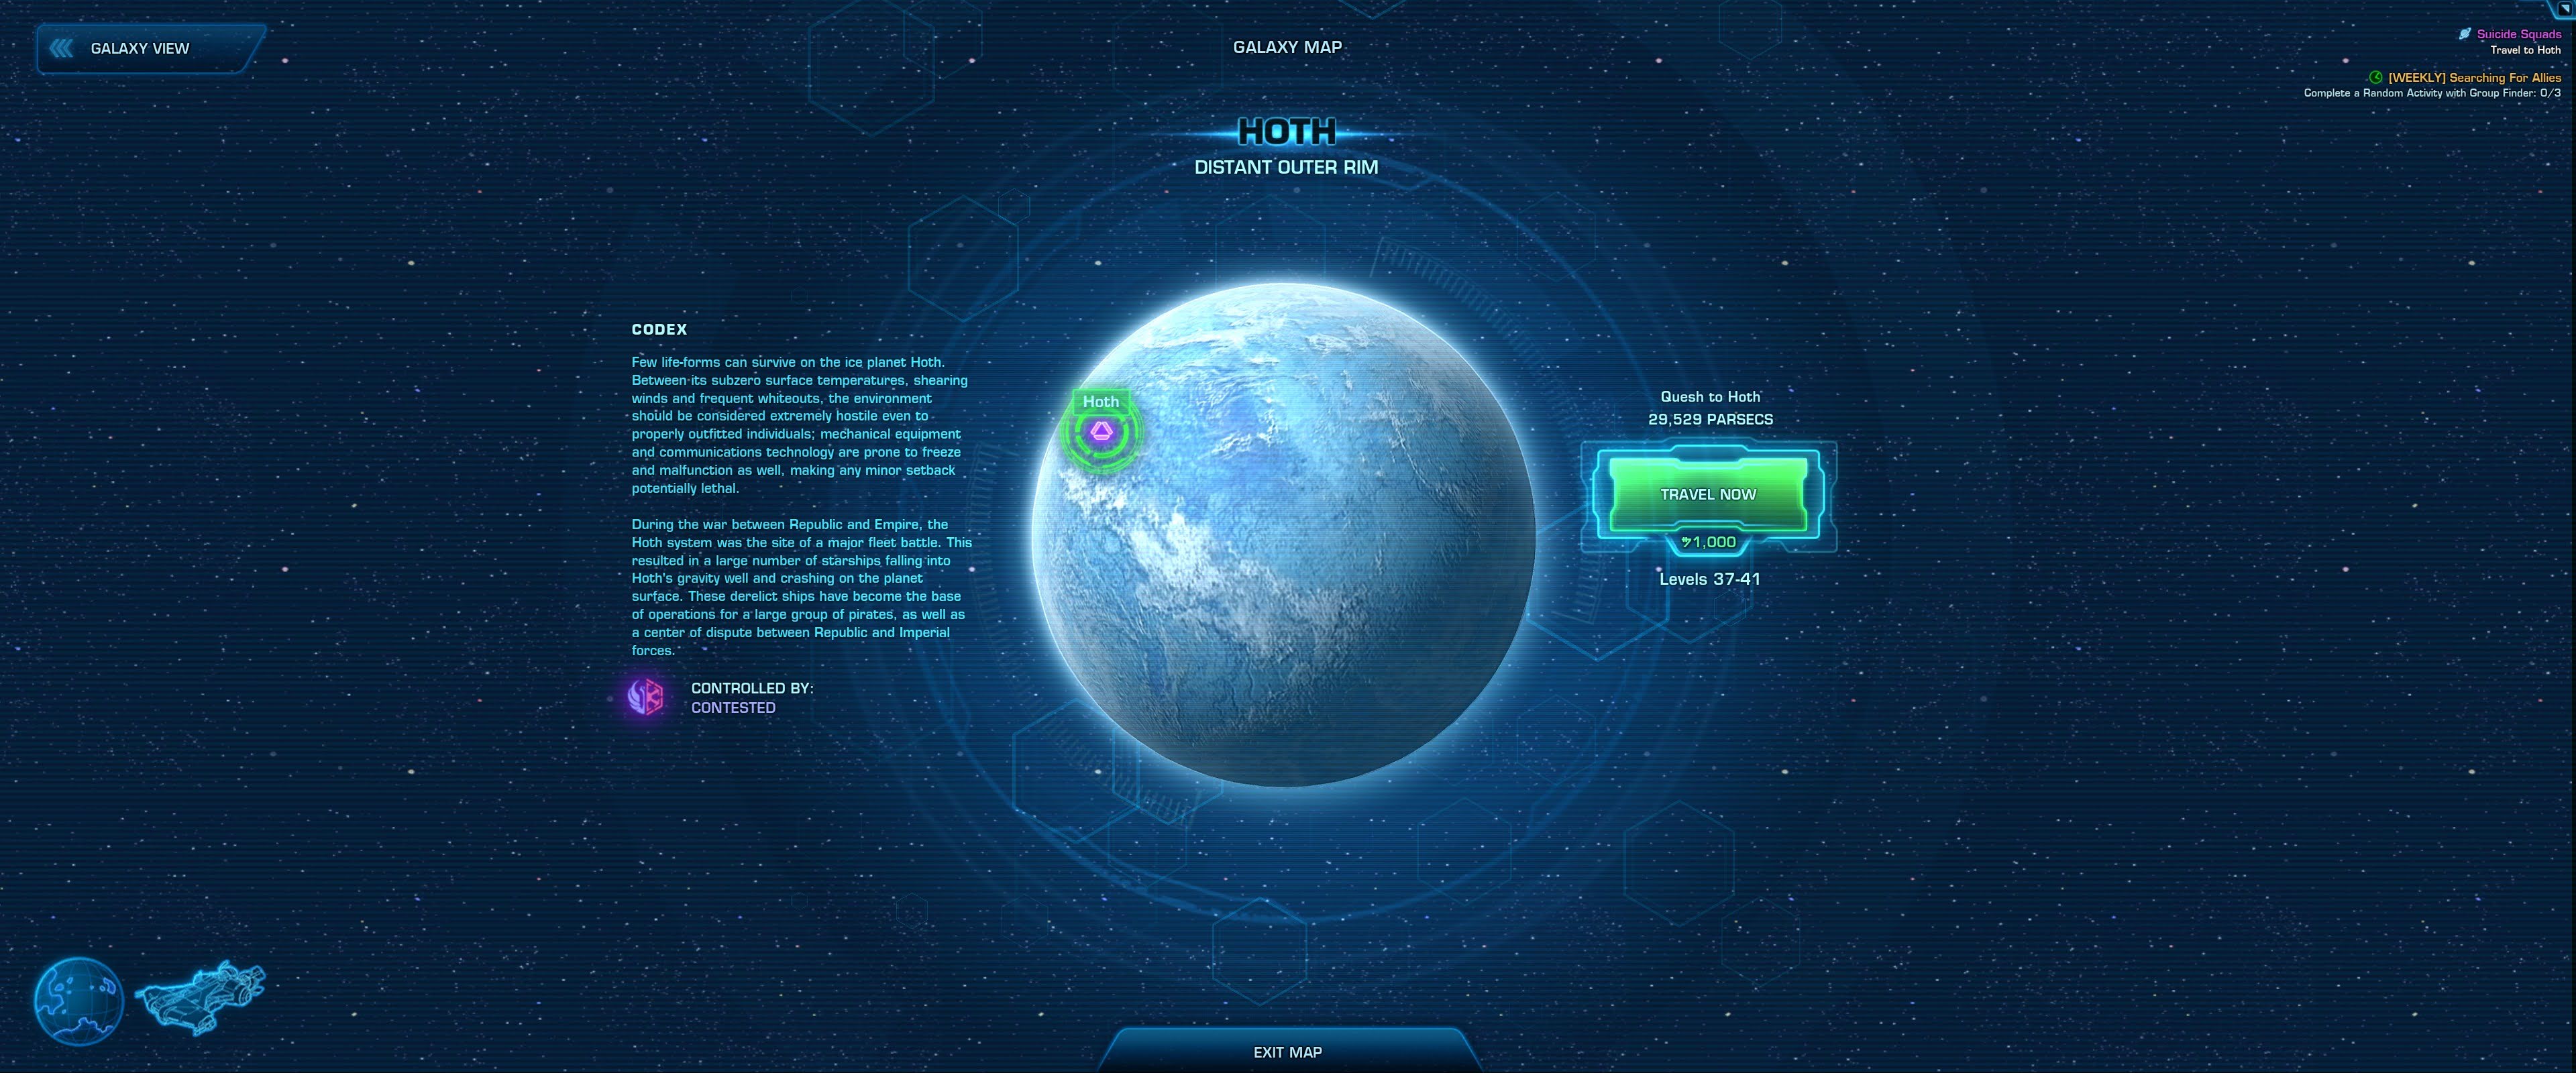 GALAXY VIEW
GALAXY MAP
Suicide Squads
Travel to Hoth
[WEEKLY] Searching For Allies
Complete a Random Activity with Group Finder: 0/3
HOTH
DISTANT OUTER RIM
CODEX
Few life-forms can survive on the ice planet Hoth.
Between its subzero surface temperatures, shearing
winds and frequent whiteouts, the environment
should be considered extremely hostile even to
properly outfitted individuals; mechanical equipment
and communications technology are prone to freeze
and malfunction as well, making any minor setback
potentially lethal.
During the war between Republic and Empire, the
Hoth system was the site of a major fleet battle. This
resulted in a large number of starships falling into
Hoth's gravity well and crashing on the planet
surface. These derelict ships have become the base
of operations for a large group of pirates, as well as
a center of dispute between Republic and Imperial
forces.
CONTROLLED BY:
CONTESTED
Hoth
Quesh to Hoth
29,529 PARSECS
TRAVEL NOW
1,000
Levels 37-41
EXIT MAP